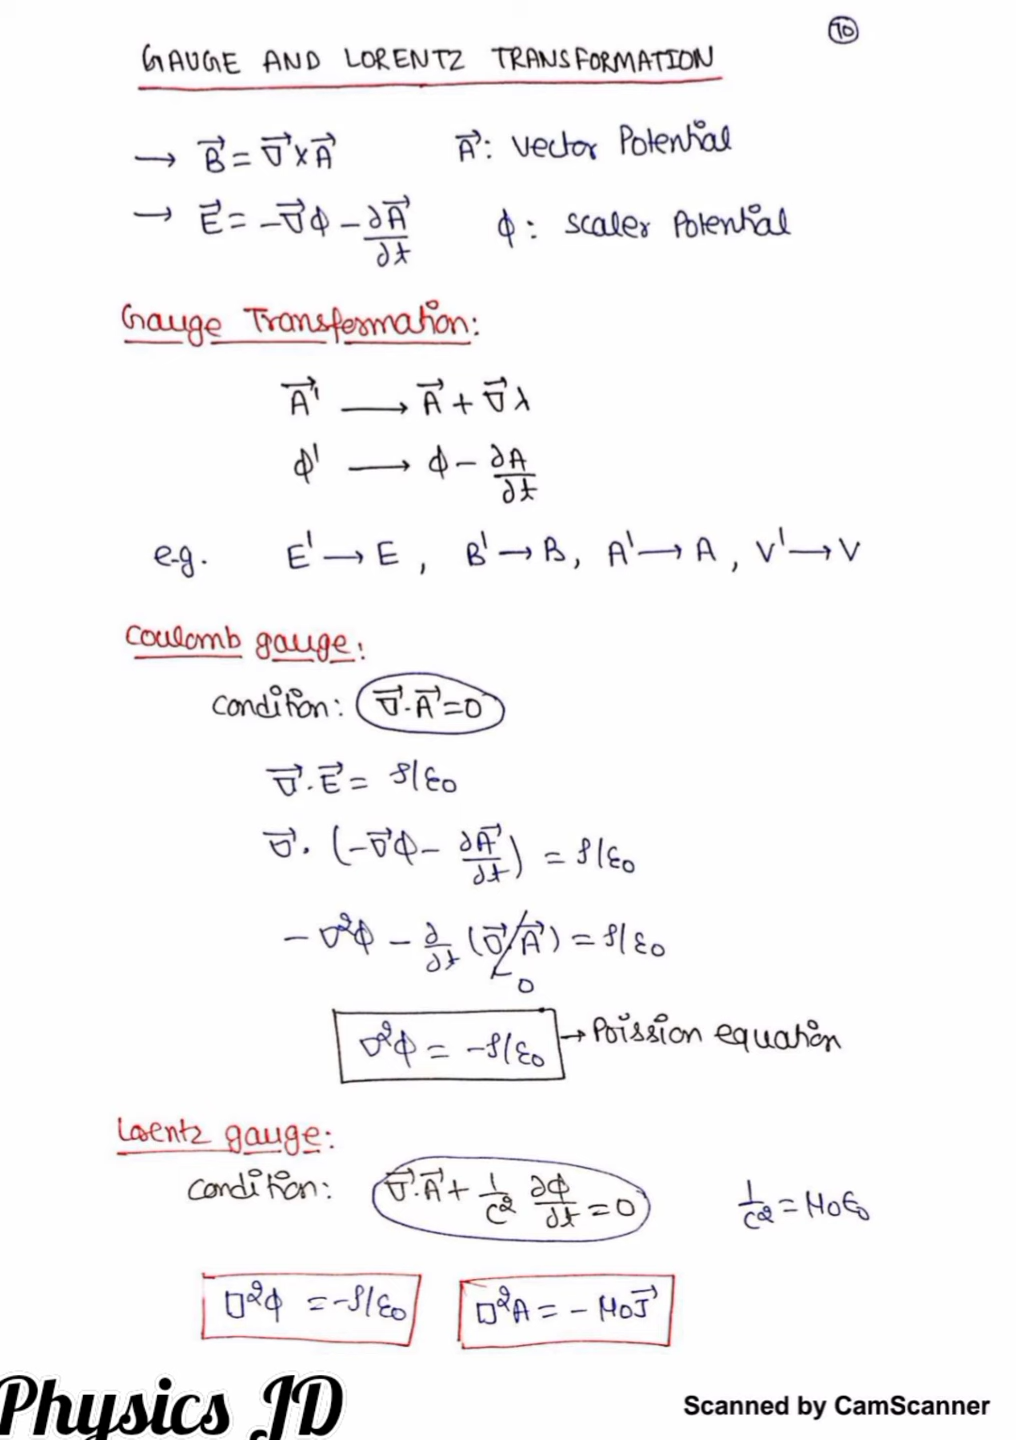 70
GAUGE AND LORENTZ TRANSFORMATION
→ B⃗ = ∇⃗ × A⃗    A⃗: vector Potential
→ E⃗ = -∇⃗ϕ - ∂A⃗/∂t    ϕ: scaler Potential
Gauge Transformation:
A⃗' ⟶ A⃗ + ∇⃗λ
ϕ' ⟶ ϕ - ∂A/∂t
e.g. E' → E, B' → B, A' → A, V' → V
Coulomb gauge:
condition: ∇⃗·A⃗=0
∇⃗·E⃗ = ρ/ε₀
∇⃗·(-∇⃗ϕ - ∂A⃗/∂t) = ρ/ε₀
-∇²ϕ - ∂/∂t (∇⃗·A⃗) = ρ/ε₀
0
∇²ϕ = -ρ/ε₀ → Poission equation
Loentz gauge:
condition: ∇⃗·A⃗ + 1/c² ∂ϕ/∂t = 0    1/c² = μ₀ε₀
□²ϕ = -ρ/ε₀    □²A = -μ₀J⃗
Physics JD
Scanned by CamScanner